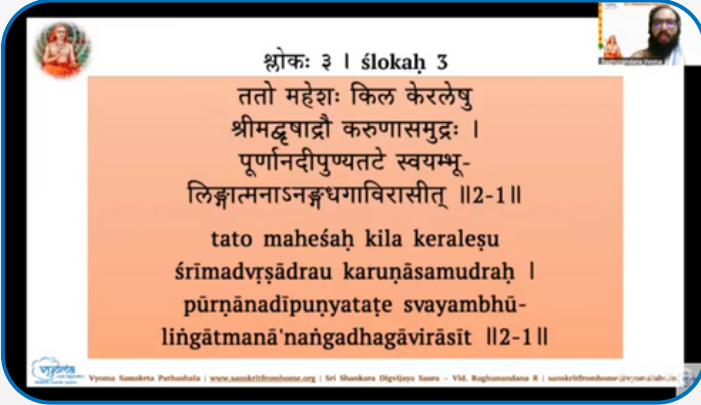 श्लोकः ३ । ślokaḥ 3
ततो महेशः किल केरलेषु
श्रीमद्वृषाद्रौ करुणासमुद्रः ।
पूर्णानदीपुण्यतटे स्वयम्भू-
लिङ्गात्मनाऽनङ्गधगाविरासीत् ॥2-1॥
tato maheśaḥ kila keraleṣu
śrīmadvṛṣādrau karuṇāsamudraḥ ।
pūrṇānadīpuṇyataṭe svayambhū-
liṅgātmanā'naṅgadhagāvirāsīt ॥2-1॥
vyoma
Vyoma Samskrta Pathashala | www.sanskritfromhome.org | Sri Shankara Digvijaya Saara - Vid. Raghunandana R |